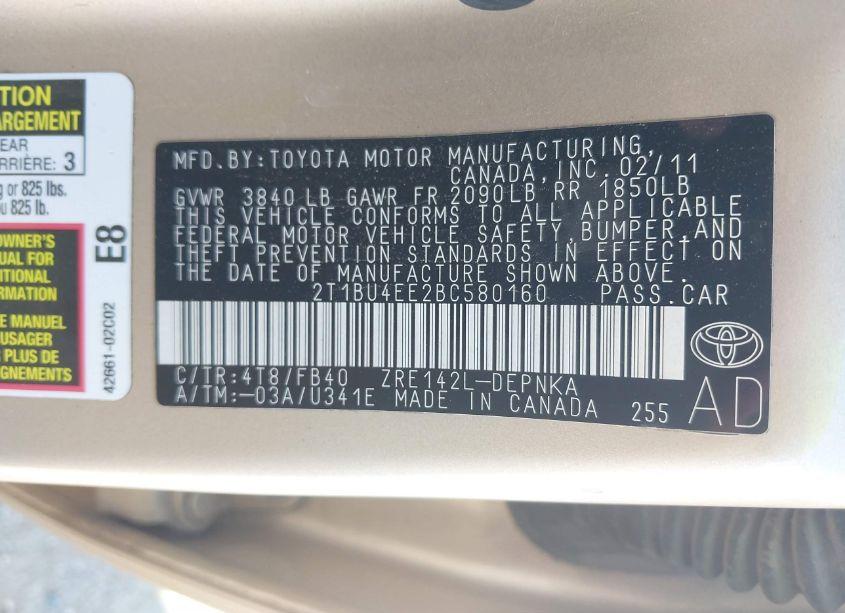 TION
ARGEMENT
EAR
ARRIÈRE: 3
g or 825 lbs.
u 825 lb.
OWNER'S
UAL FOR
ITIONAL
RMATION
E MANUEL
USAGER
R PLUS DE
IGNEMENTS
E8
42661-02C02
MFD.BY:TOYOTA MOTOR MANUFACTURING,
CANADA,INC.02/11
GVWR 3840 LB GAWR FR 2090LB RR 1850LB
THIS VEHICLE CONFORMS TO ALL APPLICABLE
FEDERAL MOTOR VEHICLE SAFETY,BUMPER,AND
THEFT PREVENTION STANDARDS IN EFFECT ON
THE DATE OF MANUFACTURE SHOWN ABOVE.
2T1BU4EE2BC580160 PASS.CAR
C/TR:4T8/FB40 ZRE142L-DEPNKA
A/TM:-03A/U341E MADE IN CANADA 255
AD